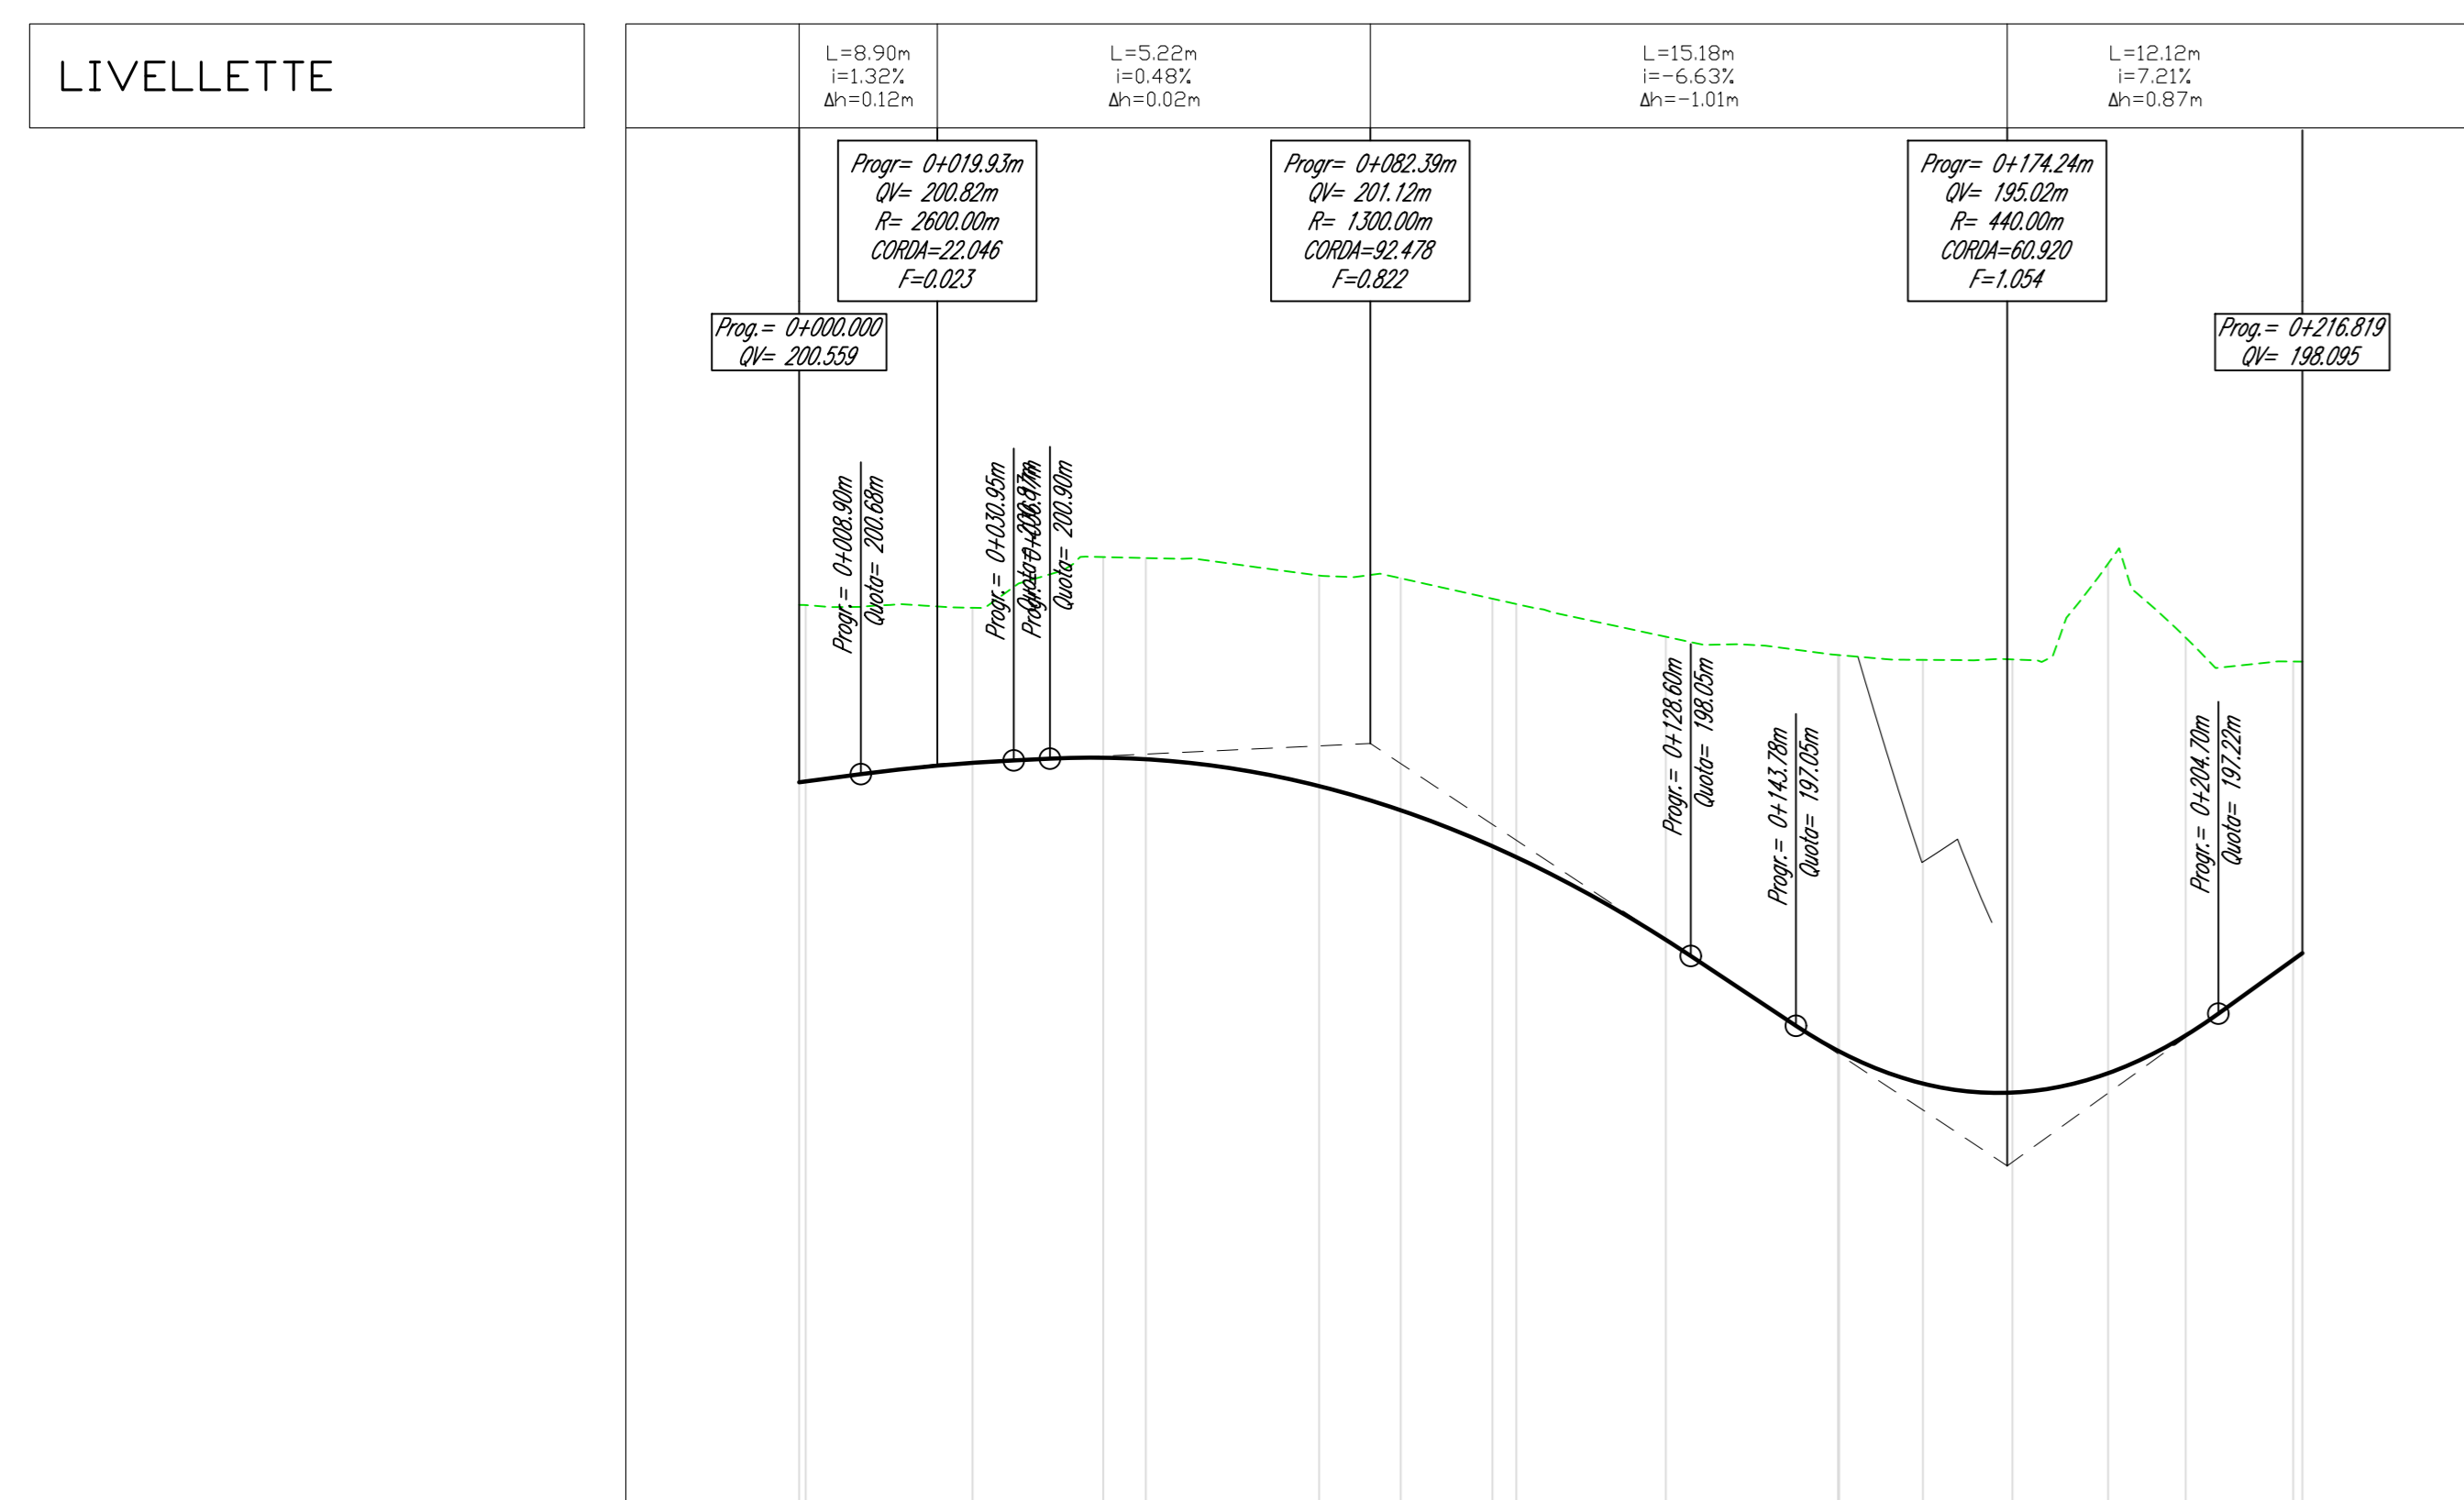 LIVELLETTE
L=8.90m
i=1.32%
Δh=0.12m
L=5.22m
i=0.48%
Δh=0.02m
L=15.18m
i=-6.63%
Δh=-1.01m
L=12.12m
i=7.21%
Δh=0.87m
Progr= 0+019.93m
QV= 200.82m
R= 2600.00m
CORDA=22.046
F=0.023
Progr= 0+082.39m
QV= 201.12m
R= 1300.00m
CORDA=92.478
F=0.822
Progr= 0+174.24m
QV= 195.02m
R= 440.00m
CORDA=60.920
F=1.054
Prog.= 0+000.000
QV= 200.559
Prog.= 0+216.819
QV= 198.095
Progr.= 0+008.90m
Quota= 200.68m
Progr.= 0+030.95m
Quota=
Progr.=
Quota= 200.90m
Progr.= 0+128.60m
Quota= 198.05m
Progr.= 0+143.78m
Quota= 197.05m
Progr.= 0+204.70m
Quota= 197.22m